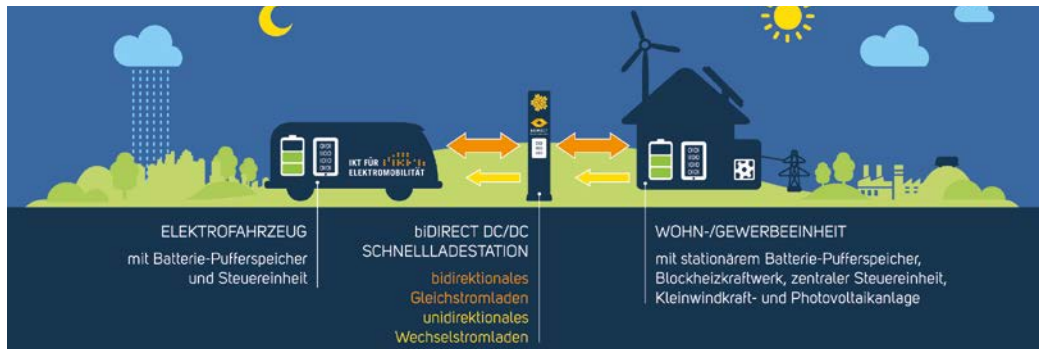 IKT FÜR
ELEKTROMOBILITÄT
ELEKTROFAHRZEUG
mit Batterie-Pufferspeicher
und Steuereinheit
biDIRECT DC/DC
SCHNELLLADESTATION
bidirektionales
Gleichstromladen
unidirektionales
Wechselstromladen
WOHN-/GEWERBEEINHEIT
mit stationärem Batterie-Pufferspeicher,
Blockheizkraftwerk, zentraler Steuereinheit,
Kleinwindkraft- und Photovoltaikanlage